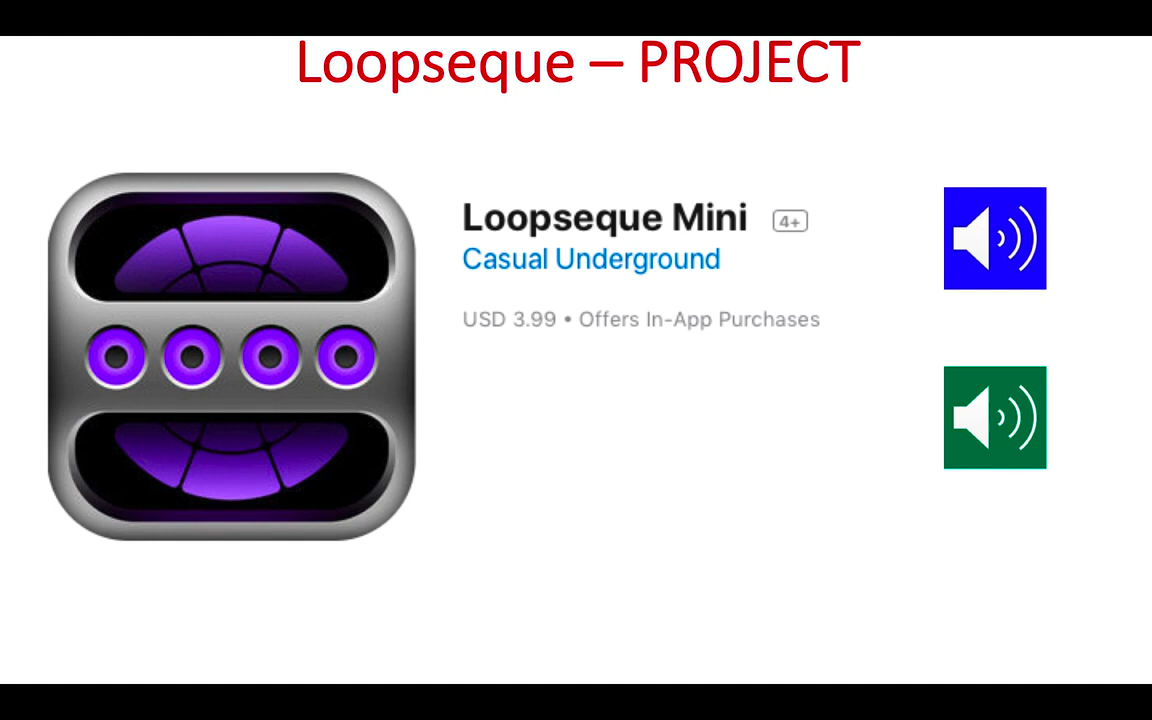 Loopseque – PROJECT
Loopseque Mini 4+
Casual Underground
USD 3.99 • Offers In-App Purchases